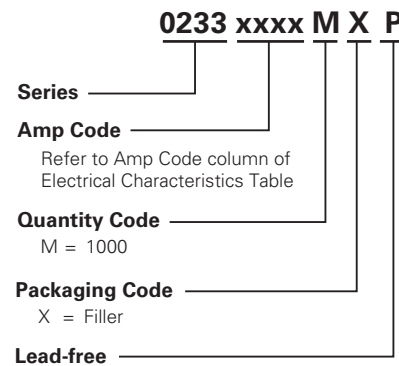 0233 xxxx M X P
Series
Amp Code
Refer to Amp Code column of
Electrical Characteristics Table
Quantity Code
M = 1000
Packaging Code
X = Filler
Lead-free